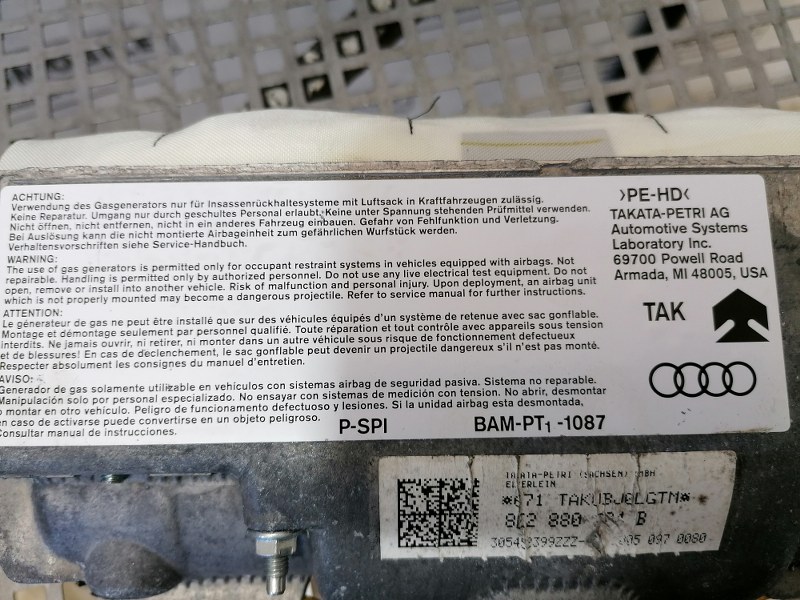 ACHTUNG:
Verwendung des Gasgenerators nur für Insassenrückhaltesysteme mit Luftsack in Kraftfahrzeugen zulässig.
Keine Reparatur. Umgang nur durch geschultes Personal erlaubt. Keine unter Spannung stehenden Prüfmittel verwenden.
Nicht öffnen, nicht entfernen, nicht in ein anderes Fahrzeug einbauen. Gefahr von Fehlfunktion und Verletzung.
Bei Auslösung kann die nicht montierte Airbageinheit zum gefährlichen Wurfstück werden.
Verhaltensvorschriften siehe Service-Handbuch.
WARNING:
The use of gas generators is permitted only for occupant restraint systems in vehicles equipped with airbags. Not
repairable. Handling is permitted only by authorized personnel. Do not use any live electrical test equipment. Do not
open, remove or install into another vehicle. Risk of malfunction and personal injury. Upon deployment, an airbag unit
which is not properly mounted may become a dangerous projectile. Refer to service manual for further instructions.
ATTENTION:
Le générateur de gaz ne peut être installé que sur des véhicules équipés d'un système de retenue avec sac gonflable.
Montage et démontage seulement par personnel qualifié. Toute réparation et tout contrôle avec appareils sous tension
interdits. Ne jamais ouvrir, ni retirer, ni monter dans un autre véhicule sous risque de fonctionnement défectueux
et de blessures! En cas de déclenchement, le sac gonflable peut devenir un projectile dangereux s'il n'est pas monté.
Respecter absolument les consignes du manuel d'entretien.
AVISO:
Generador de gas solamente utilizable en vehículos con sistemas airbag de seguridad pasiva. Sistema no reparable.
Manipulación solo por personal especializado. No ensayar con sistemas de medición con tensión. No abrir, desmontar
o montar en otro vehículo. Peligro de funcionamiento defectuoso y lesiones. Si la unidad airbag esta desmontada,
en caso de activarse puede convertirse en un objeto peligroso.
Consultar manual de instrucciones.
P-SPI BAM-PT1 -1087
>PE-HD<
TAKATA-PETRI AG
Automotive Systems
Laboratory Inc.
69700 Powell Road
Armada, MI 48005, USA
TAK
TAKATA-PETRI (SACHSEN) GMBH
ELTERLEIN
*671 TAKUBJ0LGTM*
8E2 880 B
097 0080